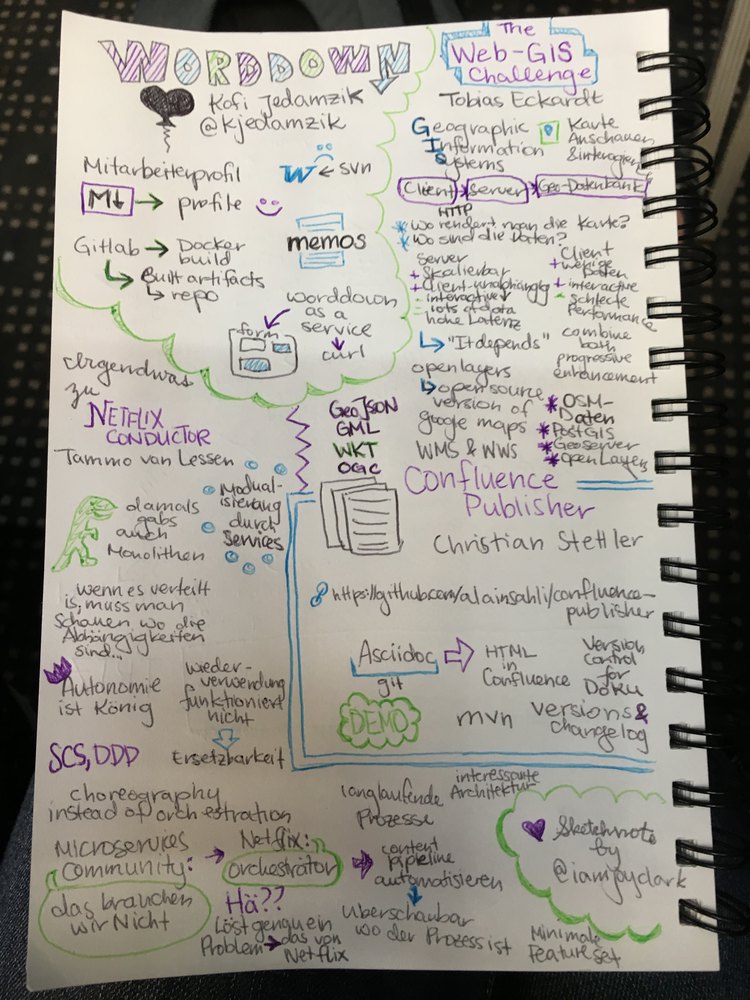 WORDDOWN
Kofi Jedamzik
@kjedamzik
Mitarbeiterprofil
W ← svn
M↓ → profile
memos
Gitlab → Docker
build
↳ Built artifacts
↳ repo
worddown
as a
service
↓
curl
form
The
Web-GIS
Challenge
Tobias Eckardt
Geographic
Information
Systems
Karte
Anschauen
& interagieren
Client → Server → Geo-Datenbank
HTTP
* Wo rendert man die Karte?
* Wo sind die Daten?
Server
+ Skalierbar
+ Client-unabhängig
- interactive
- lots of data
hohe Latenz
Client
+ wenige
Daten
+ interactive
- schlecte
Performance
↳ "It depends"
combine
both
progressive
enhancement
openlayers
↳ open source
version of
google maps
WMS & WWS
* OSM-
Daten
* PostGIS
* Geoserver
* openLayers
GeoJSON
GML
WKT
OGC
Irgendwas
zu
NETFLIX
CONDUCTOR
Tammo van Lessen
damals
gabs
auch
Monolithen
Modual-
isierung
durch
Services
wenn es verteilt
is, muss man
schauen wo die
Abhängigkeiten
sind...
Autonomie
ist König
wieder-
verwendung
funktioniert
nicht
Ersetzbarkeit
SCS, DDD
choreography
instead of orchestration
Microservices
Community:
das brauchen
wir Nicht
→ Netflix:
orchestrator
Hä??
Löst genau ein
Problem → das von
Netflix
langlaufende
Prozesse
interessante
Architektur
→ content
pipeline
automatisieren
überschaubar
wo der Prozess ist
Minimale
Feature set
Confluence
Publisher
Christian Stettler
https://github.com/alainsahli/confluence-
publisher
Asciidoc
git
⇨ HTML
in
Confluence
Version
Control
for
DoKu
DEMO
mvn
versions &
changelog
Sketchnote
by
@iamjoyclark